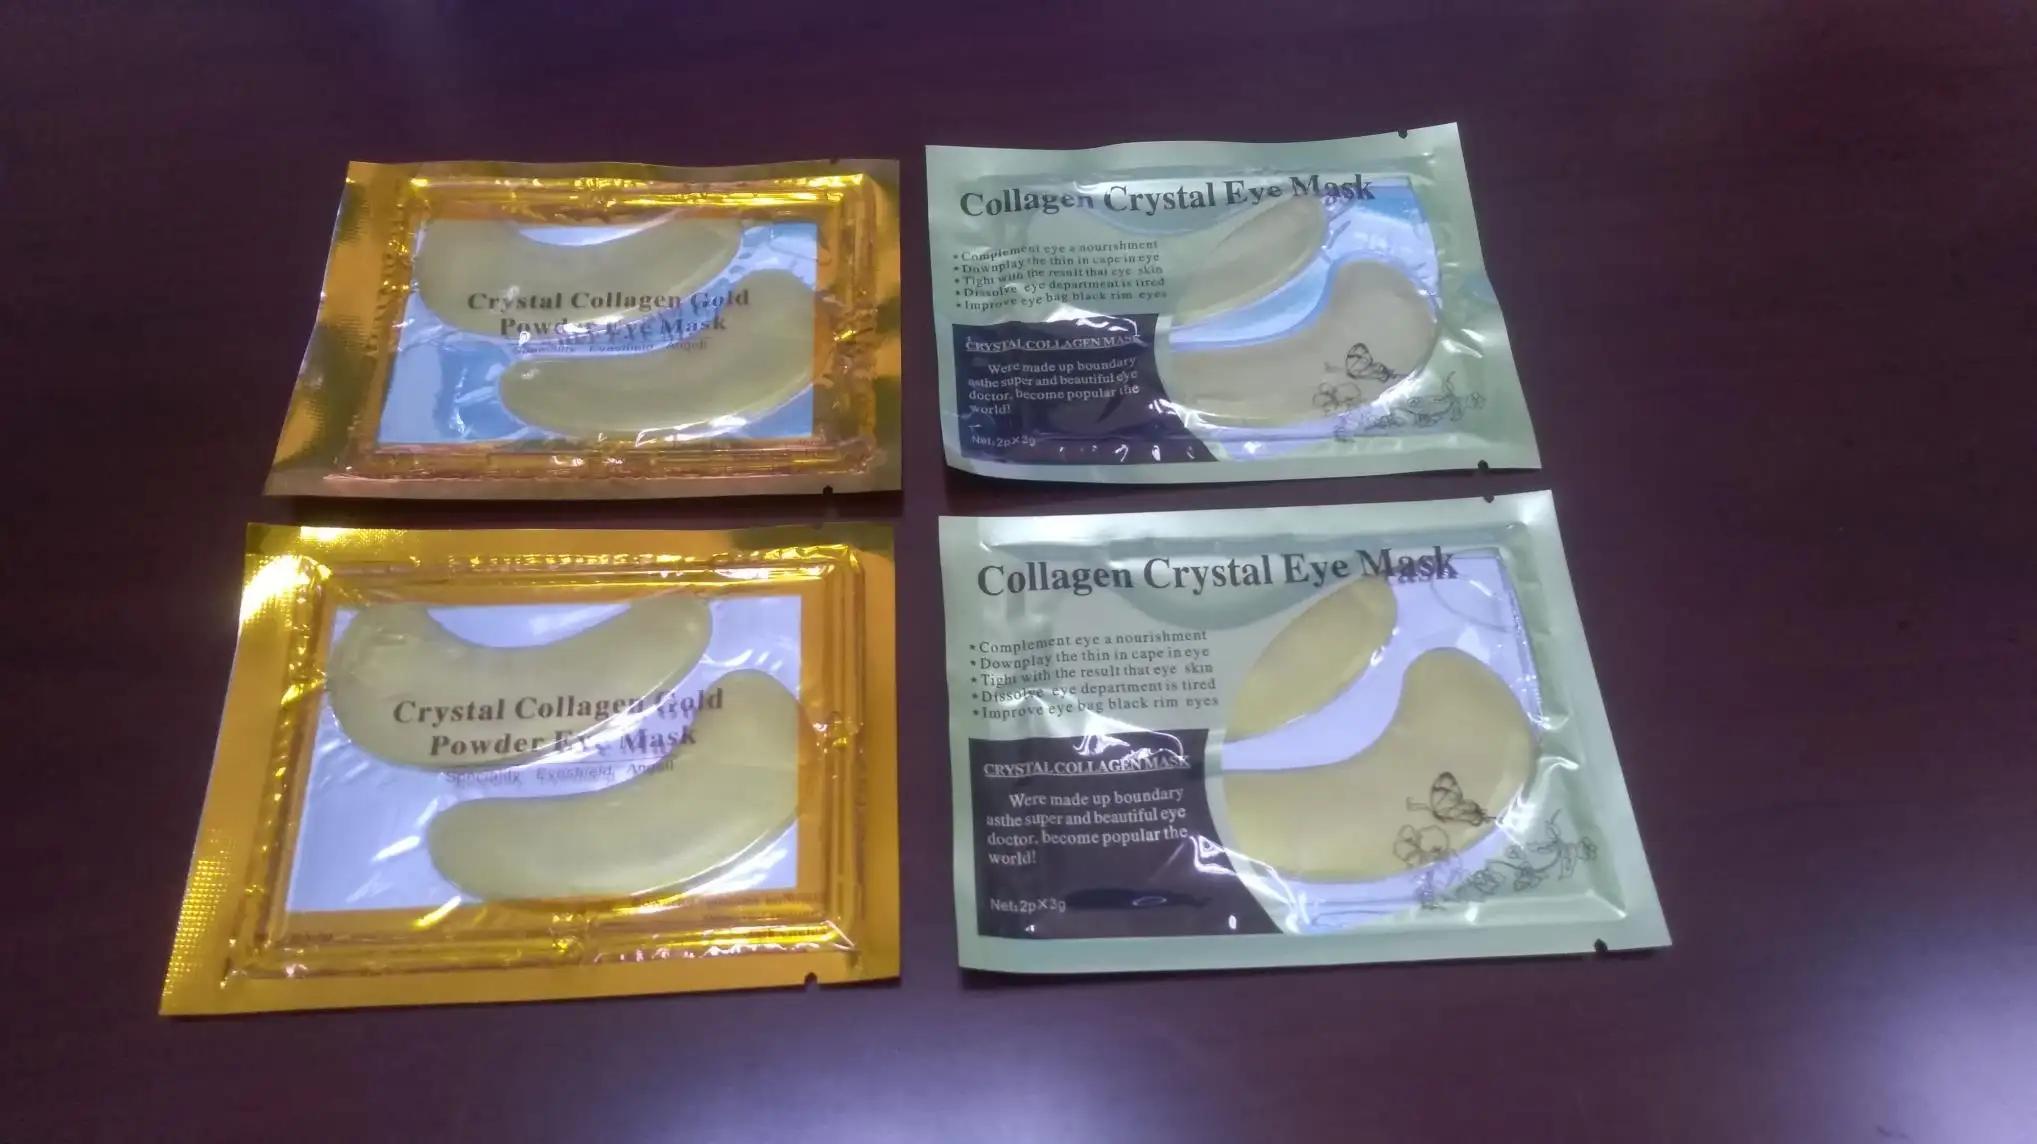 Crystal Collagen Gold
Powder Eye Mask
Speciality Eyeshield Angeli
Collagen Crystal Eye Mask
*Complement eye a nourishment
*Downplay the thin in cape in eye
*Tight with the result that eye skin
*Dissolve eye department is tired
*Improve eye bag black rim eyes
CRYSTAL COLLAGEN MASK
Were made up boundary
asthe super and beautiful eye
doctor, become popular the
world!
Net:2p×3g
Crystal Collagen Gold
Powder Eye Mask
Speciality Eyeshield Angeli
Collagen Crystal Eye Mask
*Complement eye a nourishment
*Downplay the thin in cape in eye
*Tight with the result that eye skin
*Dissolve eye department is tired
*Improve eye bag black rim eyes
CRYSTAL COLLAGEN MASK
Were made up boundary
asthe super and beautiful eye
doctor, become popular the
world!
Net:2p×3g